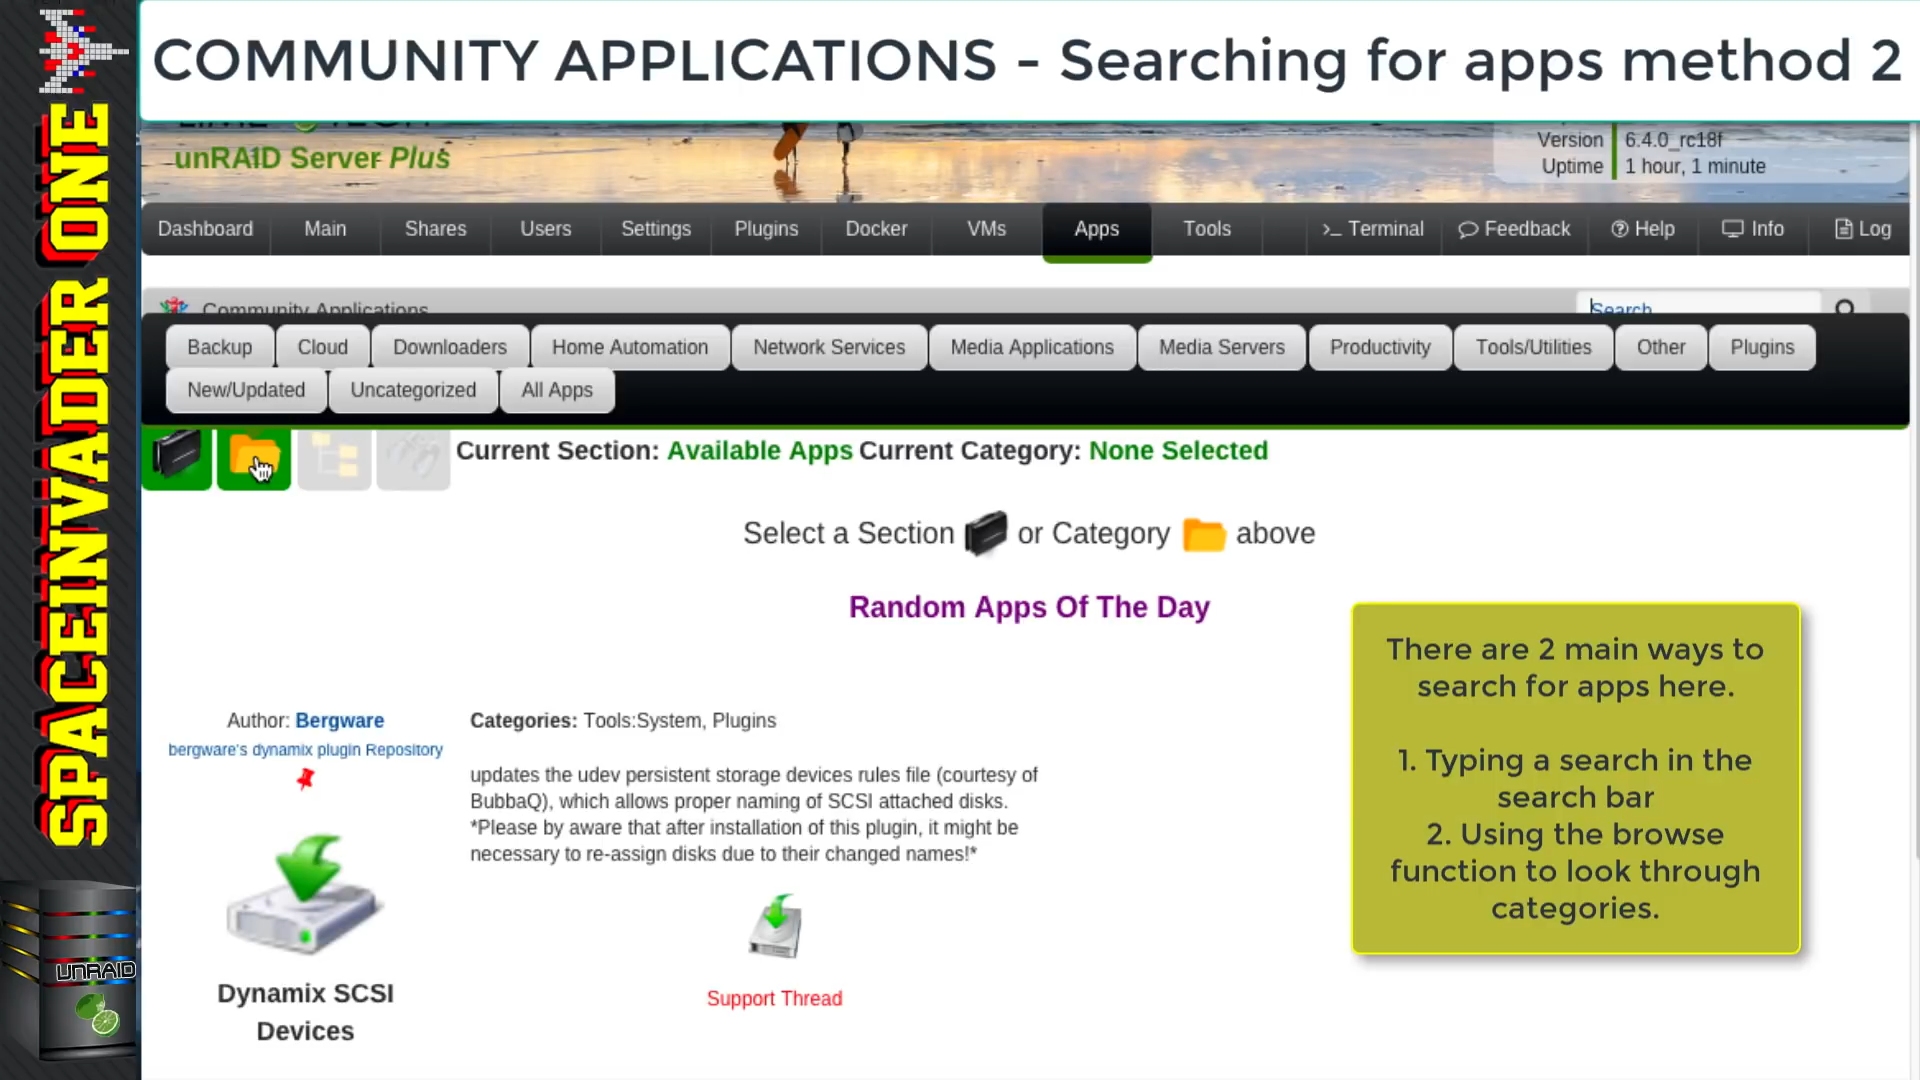 COMMUNITY APPLICATIONS - Searching for apps method 2
SPACEINVADER ONE
unRAID Server Plus
Version 6.4.0_rc18f
Uptime 1 hour, 1 minute
Dashboard Main Shares Users Settings Plugins Docker VMs Apps Tools >_ Terminal Feedback Help Info Log
Community Applications Search
Backup Cloud Downloaders Home Automation Network Services Media Applications Media Servers Productivity Tools/Utilities Other Plugins
New/Updated Uncategorized All Apps
Current Section: Available Apps Current Category: None Selected
Select a Section or Category above
Random Apps Of The Day
Author: Bergware
bergware's dynamix plugin Repository
Categories: Tools:System, Plugins
updates the udev persistent storage devices rules file (courtesy of
BubbaQ), which allows proper naming of SCSI attached disks.
*Please by aware that after installation of this plugin, it might be
necessary to re-assign disks due to their changed names!*
Dynamix SCSI
Devices
Support Thread
There are 2 main ways to
search for apps here.
1. Typing a search in the
search bar
2. Using the browse
function to look through
categories.
UNRAID